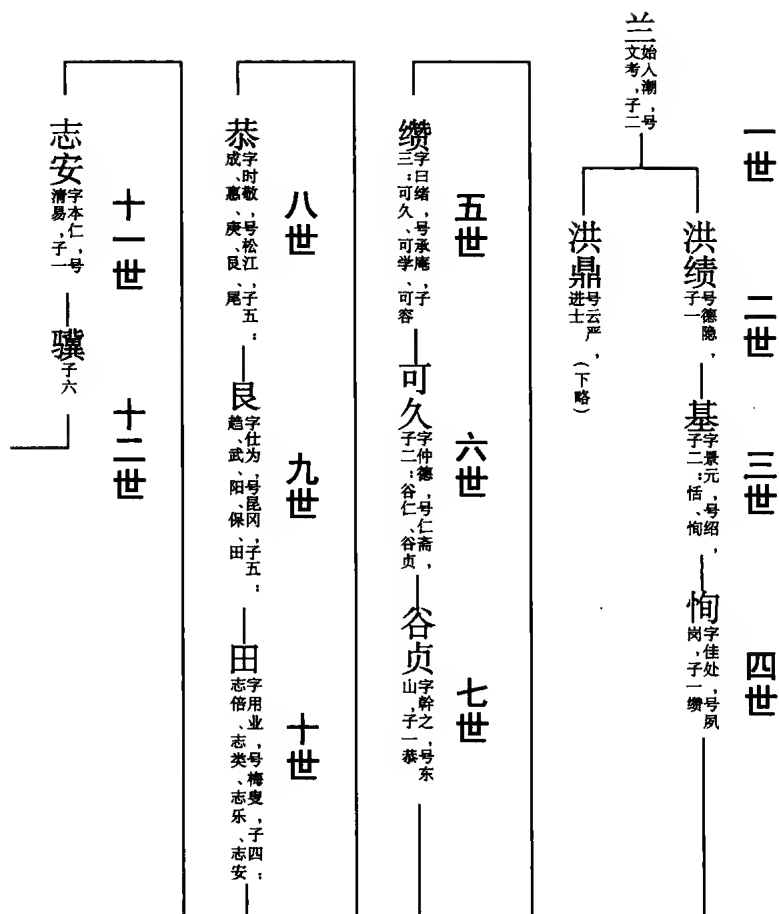 一世
兰
始入潮，号
文考，子二
二世
洪绩
号德隐，
子一
洪鼎
号云严，
进士
（下略）
三世
基
字景元，号绍，
子二：恬、恂
四世
恂
字佳处，号夙
岗，子一缵
五世
缵
字曰绪，号承庵，子
三：可久、可学、可容
六世
可久
字仲德，号仁斋，
子二：谷仁、谷贞
七世
谷贞
字幹之，号东
山，子一恭
八世
恭
字时敬，号松江，子五：
成、惠、庚、艮、尾
九世
艮
字仕为，号昆冈，子五：
趋、武、阳、保、田
十世
田
字用业，号梅叟，子四：
志倍、志类、志乐、志安
十一世
志安
字本仁，号
清易，子一
十二世
骥
子六